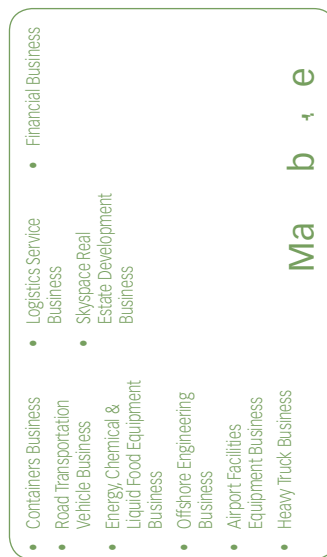 • Containers Business
• Road Transportation
Vehicle Business
• Energy, Chemical &
Liquid Food Equipment
Business
• Offshore Engineering
Business
• Airport Facilities
Equipment Business
• Heavy Truck Business
• Logistics Service
Business
• Skyspace Real
Estate Development
Business
• Financial Business
Ma b e